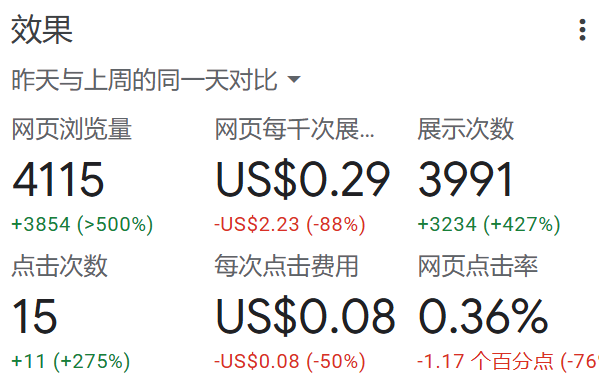 效果
昨天与上周的同一天对比
网页浏览量 网页每千次展... 展示次数
4115 US$0.29 3991
+3854 (>500%) -US$2.23 (-88%) +3234 (+427%)
点击次数 每次点击费用 网页点击率
15 US$0.08 0.36%
+11 (+275%) -US$0.08 (-50%) -1.17 个百分点 (-76